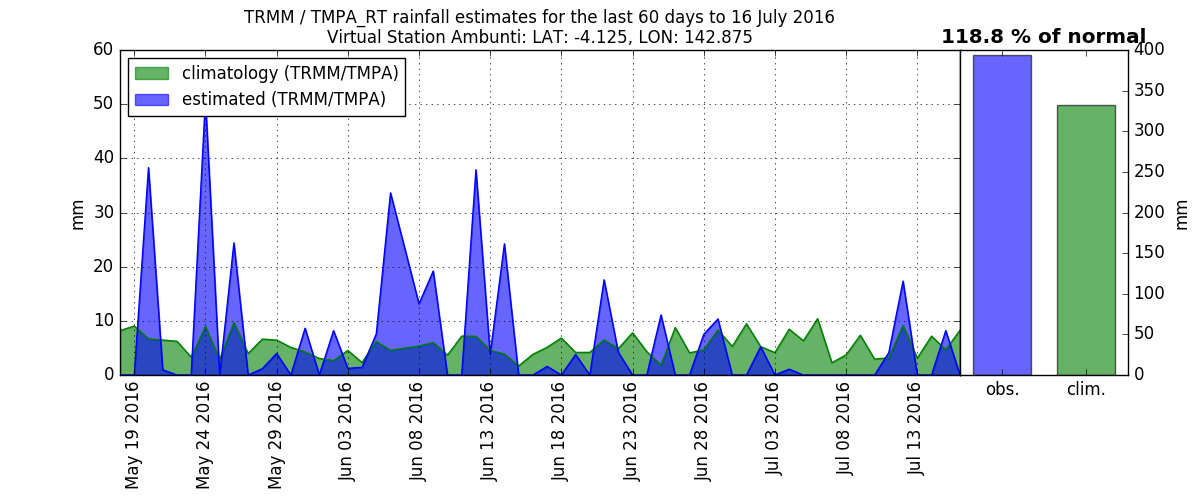 TRMM / TMPA_RT rainfall estimates for the last 60 days to 16 July 2016
Virtual Station Ambunti: LAT: -4.125, LON: 142.875
118.8 % of normal
climatology (TRMM/TMPA)
estimated (TRMM/TMPA)
mm
60
50
40
30
20
10
0
May 19 2016
May 24 2016
May 29 2016
Jun 03 2016
Jun 08 2016
Jun 13 2016
Jun 18 2016
Jun 23 2016
Jun 28 2016
Jul 03 2016
Jul 08 2016
Jul 13 2016
obs.
clim.
400
350
300
250
200
150
100
50
0
mm